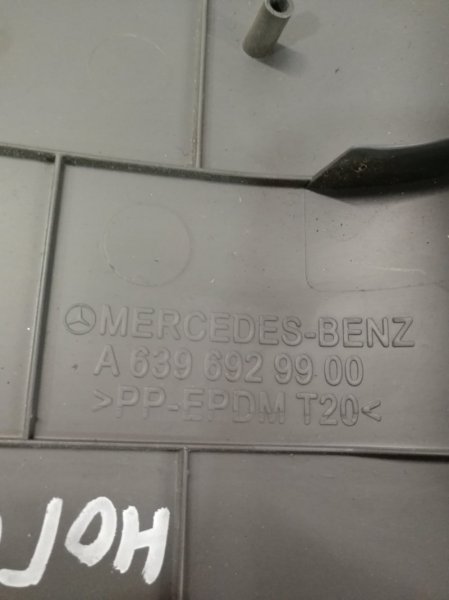 MERCEDES-BENZ
A 639 692 99 00
>PP-EPDM T20<